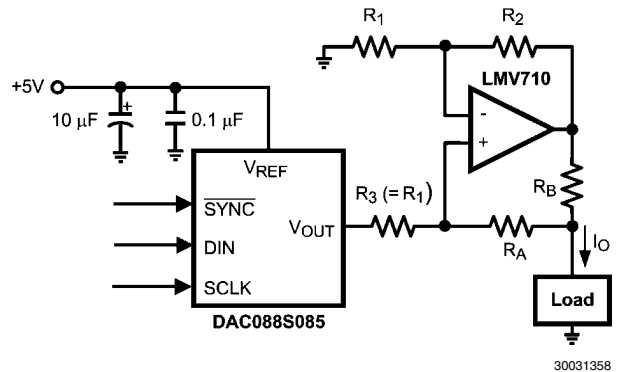 R1
R2
LMV710
+5V
+
10 µF
0.1 µF
-
+
VREF
RB
R3 (= R1)
SYNC
VOUT
RA
IO
DIN
SCLK
Load
DAC088S085
30031358